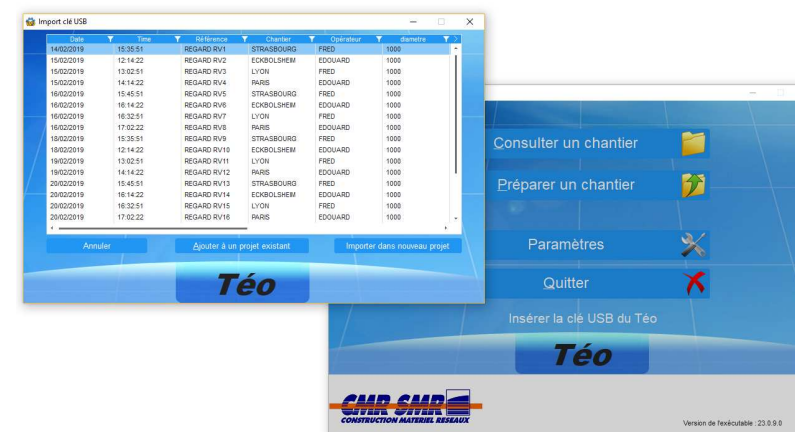 Import clé USB
Date Time Référence Chantier Opérateur diametre
14/02/2019 15:35:51 REGARD RV1 STRASBOURG FRED 1000
15/02/2019 12:14:22 REGARD RV2 ECKBOLSHEIM EDOUARD 1000
15/02/2019 13:02:51 REGARD RV3 LYON FRED 1000
15/02/2019 14:14:22 REGARD RV4 PARIS EDOUARD 1000
16/02/2019 15:45:51 REGARD RV5 STRASBOURG FRED 1000
16/02/2019 16:14:22 REGARD RV6 ECKBOLSHEIM EDOUARD 1000
16/02/2019 16:32:51 REGARD RV7 LYON FRED 1000
16/02/2019 17:02:22 REGARD RV8 PARIS EDOUARD 1000
18/02/2019 15:35:51 REGARD RV9 STRASBOURG FRED 1000
18/02/2019 12:14:22 REGARD RV10 ECKBOLSHEIM EDOUARD 1000
19/02/2019 13:02:51 REGARD RV11 LYON FRED 1000
19/02/2019 14:14:22 REGARD RV12 PARIS EDOUARD 1000
20/02/2019 15:45:51 REGARD RV13 STRASBOURG FRED 1000
20/02/2019 16:14:22 REGARD RV14 ECKBOLSHEIM EDOUARD 1000
20/02/2019 16:32:51 REGARD RV15 LYON FRED 1000
20/02/2019 17:02:22 REGARD RV16 PARIS EDOUARD 1000
Annuler Ajouter à un projet existant Importer dans nouveau projet
Téo
Consulter un chantier
Préparer un chantier
Paramètres
Quitter
Insérer la clé USB du Téo
Téo
CMR SMR
CONSTRUCTION MATERIEL RESEAUX
Version de l'exécutable : 23.0.9.0